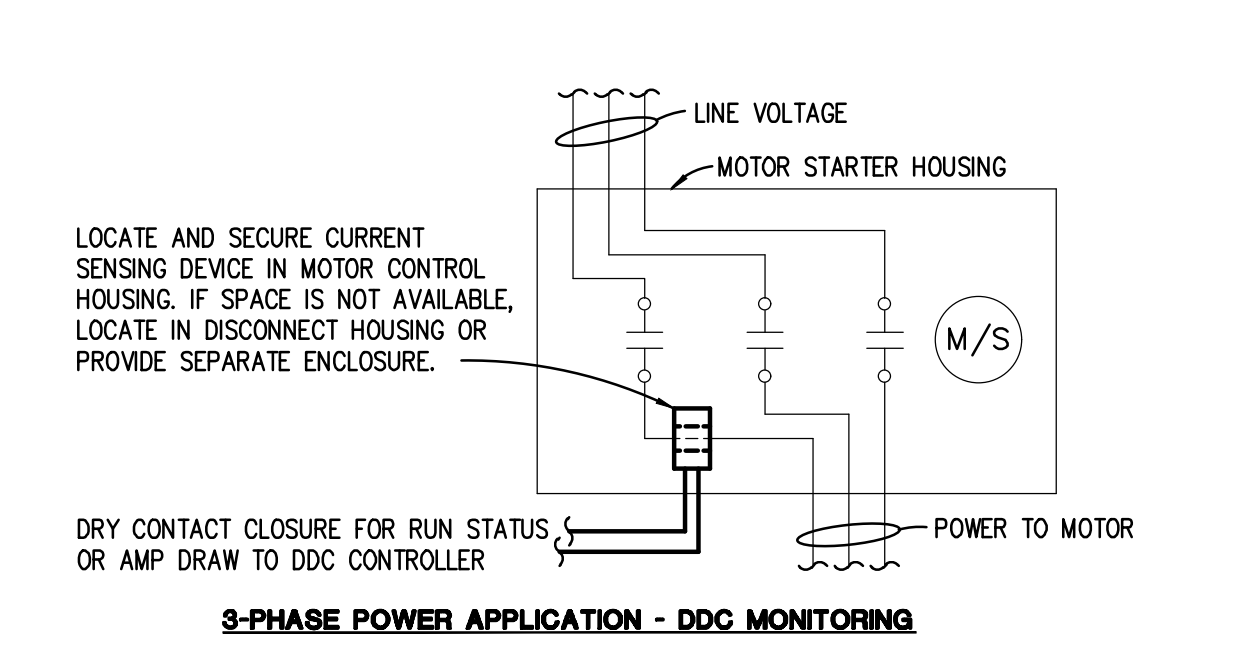 LINE VOLTAGE
MOTOR STARTER HOUSING
LOCATE AND SECURE CURRENT
SENSING DEVICE IN MOTOR CONTROL
HOUSING. IF SPACE IS NOT AVAILABLE,
LOCATE IN DISCONNECT HOUSING OR
PROVIDE SEPARATE ENCLOSURE.
M/S
DRY CONTACT CLOSURE FOR RUN STATUS
OR AMP DRAW TO DDC CONTROLLER
POWER TO MOTOR
3-PHASE POWER APPLICATION - DDC MONITORING